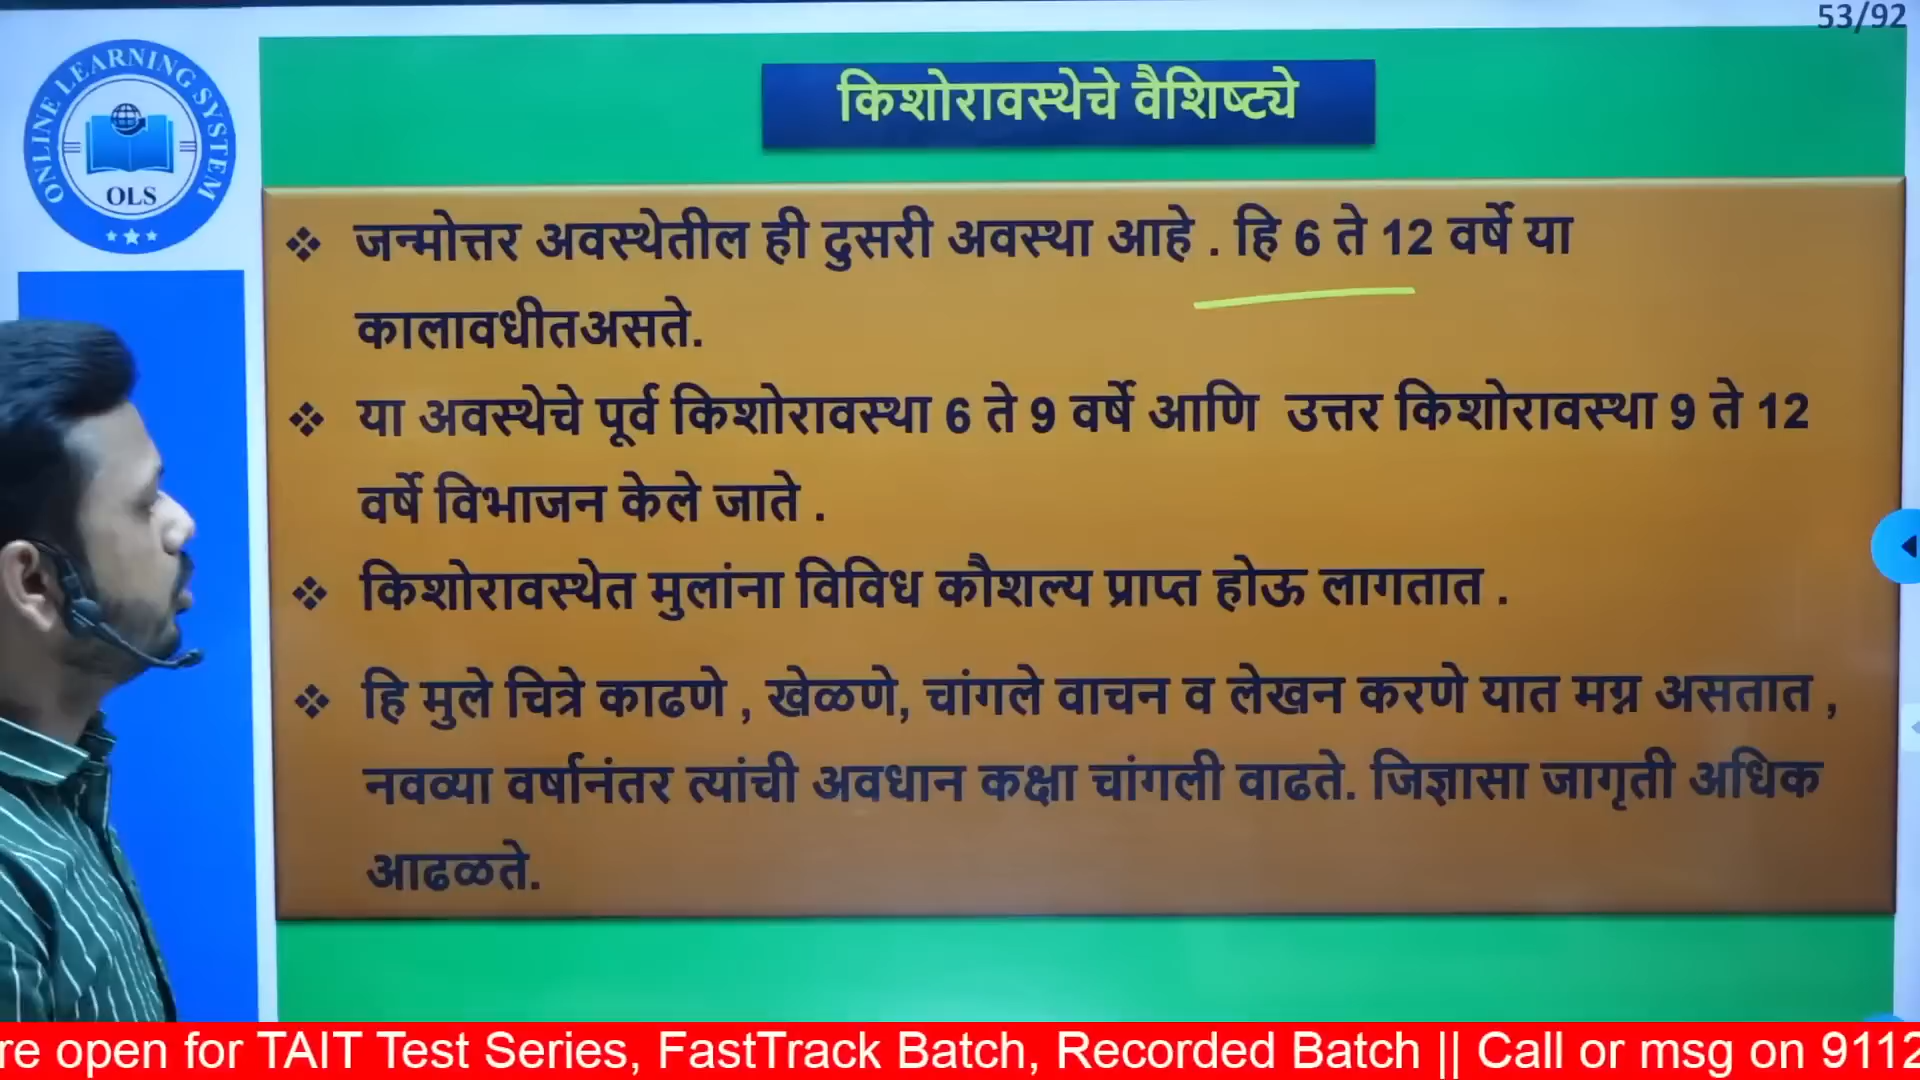 53/92
ONLINE LEARNING SYSTEM
OLS
किशोरावस्थेचे वैशिष्ट्ये
❖ जन्मोत्तर अवस्थेतील ही दुसरी अवस्था आहे . हि 6 ते 12 वर्षे या
कालावधीतअसते.
❖ या अवस्थेचे पूर्व किशोरावस्था 6 ते 9 वर्षे आणि उत्तर किशोरावस्था 9 ते 12
वर्षे विभाजन केले जाते .
❖ किशोरावस्थेत मुलांना विविध कौशल्य प्राप्त होऊ लागतात .
❖ हि मुले चित्रे काढणे , खेळणे, चांगले वाचन व लेखन करणे यात मग्न असतात ,
नवव्या वर्षानंतर त्यांची अवधान कक्षा चांगली वाढते. जिज्ञासा जागृती अधिक
आढळते.
re open for TAIT Test Series, FastTrack Batch, Recorded Batch || Call or msg on 9112